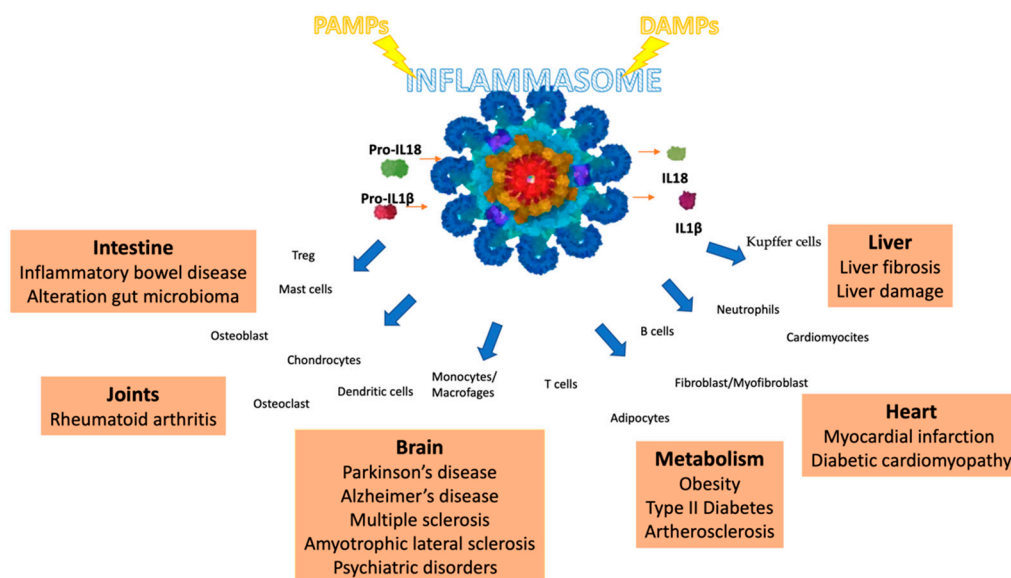 PAMPs
DAMPs
INFLAMMASOME
Pro-IL18
IL18
Pro-IL1β
IL1β
Intestine
Inflammatory bowel disease
Alteration gut microbioma
Treg
Mast cells
Kupffer cells
Liver
Liver fibrosis
Liver damage
Neutrophils
B cells
Cardiomyocites
Osteoblast
Chondrocytes
Dendritic cells
Monocytes/
Macrofages
T cells
Fibroblast/Myofibroblast
Osteoclast
Adipocytes
Joints
Rheumatoid arthritis
Brain
Parkinson’s disease
Alzheimer’s disease
Multiple sclerosis
Amyotrophic lateral sclerosis
Psychiatric disorders
Metabolism
Obesity
Type II Diabetes
Artherosclerosis
Heart
Myocardial infarction
Diabetic cardiomyopathy